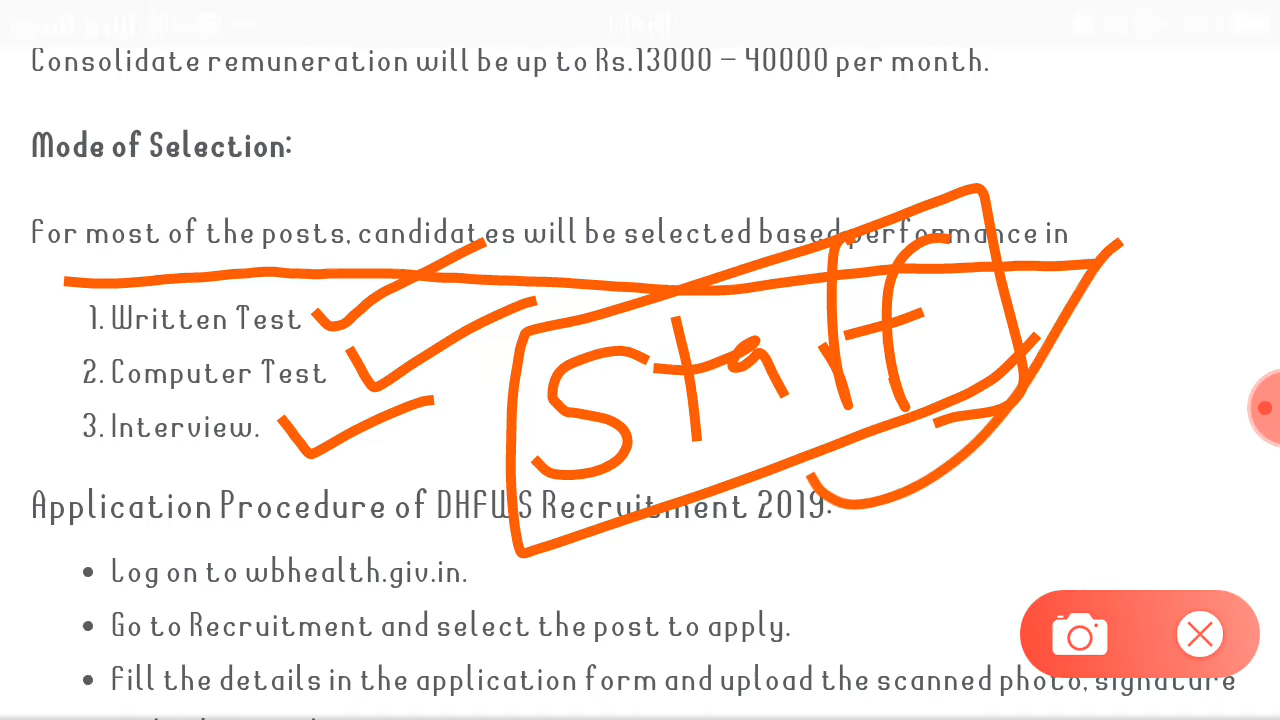 Consolidate remuneration will be up to Rs.13000 – 40000 per month.
Mode of Selection:
For most of the posts, candidates will be selected based performance in
1. Written Test
2. Computer Test
3. Interview.
Staff
Application Procedure of DHFWS Recruitment 2019:
Log on to wbhealth.giv.in.
Go to Recruitment and select the post to apply.
Fill the details in the application form and upload the scanned photo, signature